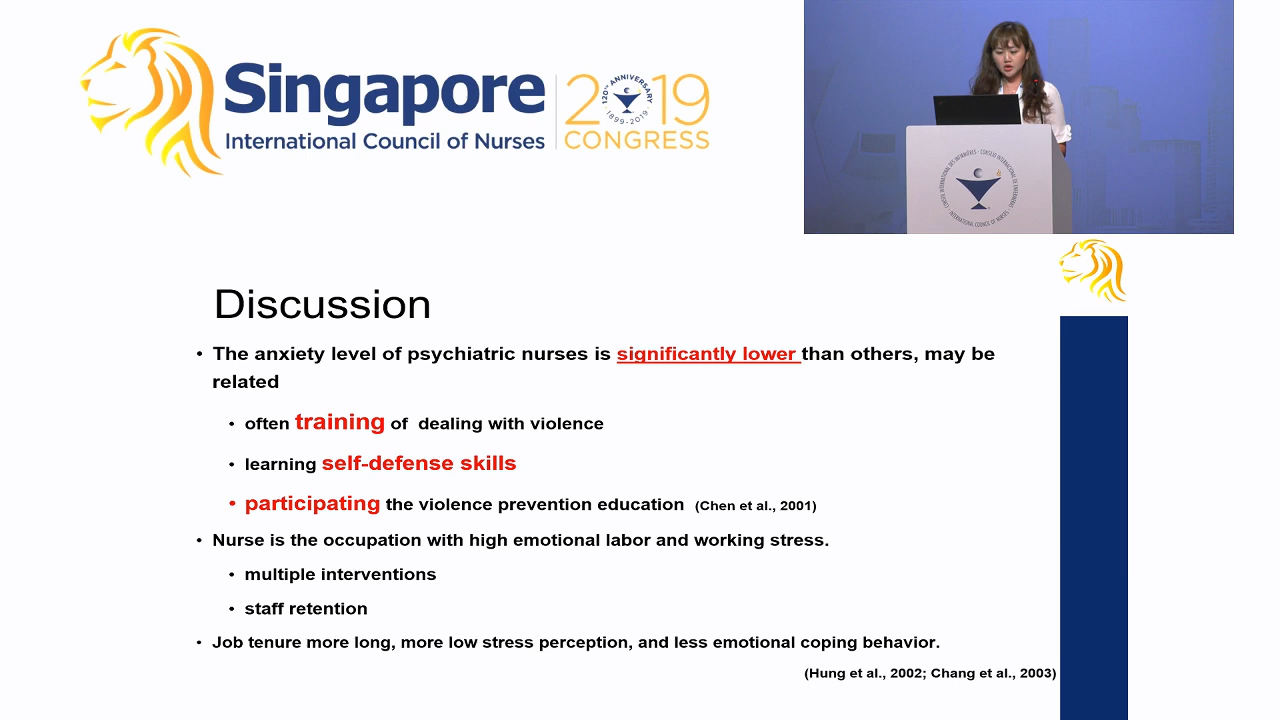 Singapore
International Council of Nurses
2019
120TH ANNIVERSARY
1899-2019
CONGRESS
Discussion
• The anxiety level of psychiatric nurses is significantly lower than others, may be
related
• often training of dealing with violence
• learning self-defense skills
• participating the violence prevention education (Chen et al., 2001)
• Nurse is the occupation with high emotional labor and working stress.
• multiple interventions
• staff retention
• Job tenure more long, more low stress perception, and less emotional coping behavior.
(Hung et al., 2002; Chang et al., 2003)